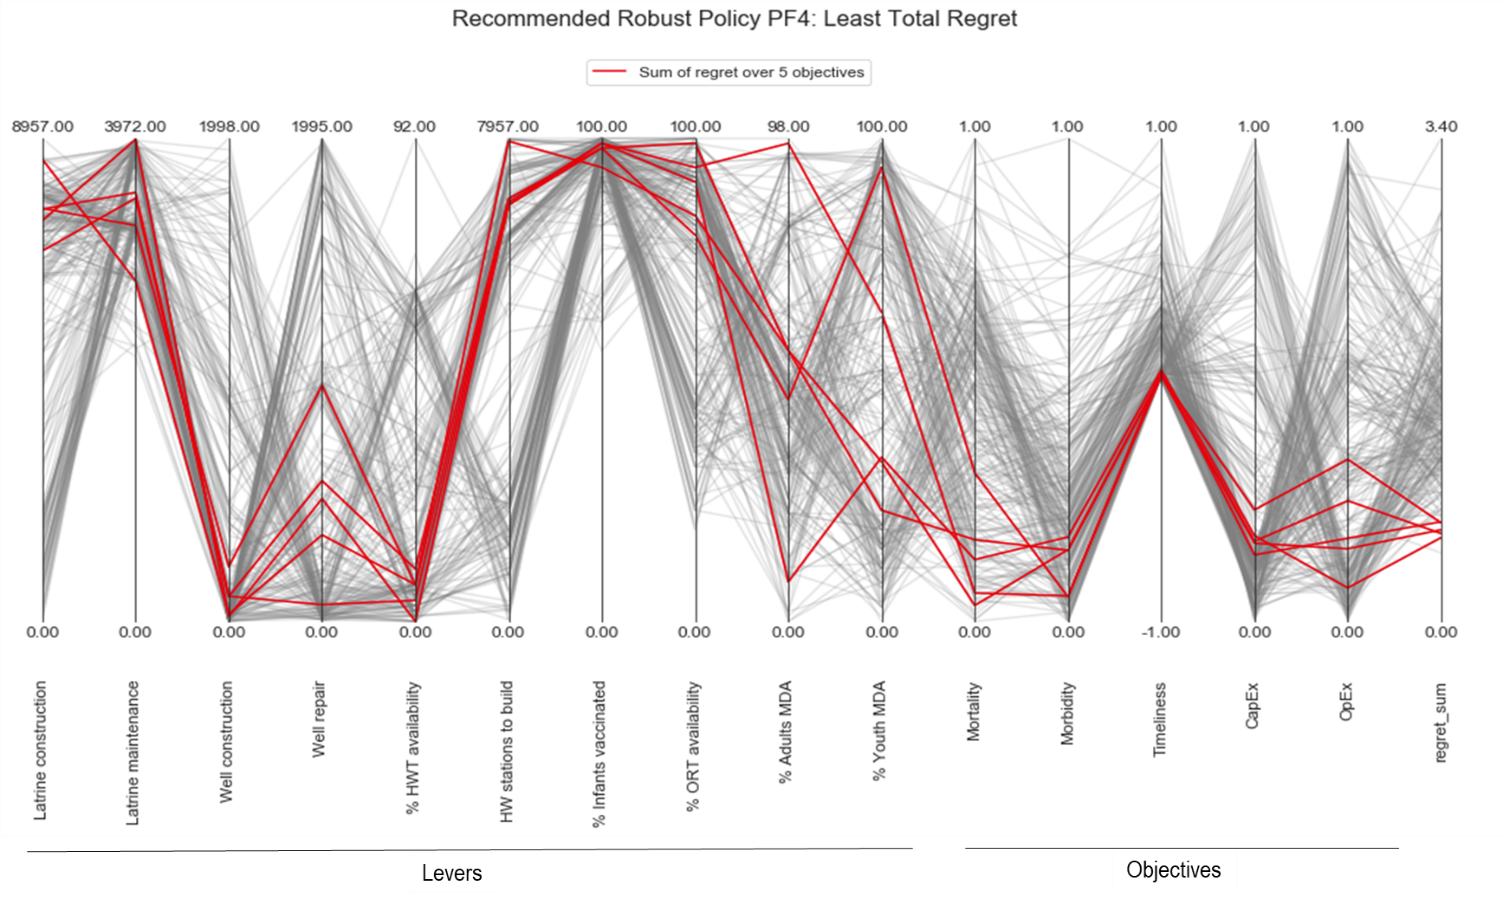 Recommended Robust Policy PF4: Least Total Regret
Sum of regret over 5 objectives
8957.00 3972.00 1998.00 1995.00 92.00 7957.00 100.00 100.00 98.00 100.00 1.00 1.00 1.00 1.00 1.00 3.40
0.00 0.00 0.00 0.00 0.00 0.00 0.00 0.00 0.00 0.00 0.00 0.00 -1.00 0.00 0.00 0.00
Latrine construction
Latrine maintenance
Well construction
Well repair
% HWT availability
HW stations to build
% Infants vaccinated
% ORT availability
% Adults MDA
% Youth MDA
Mortality
Morbidity
Timeliness
CapEx
OpEx
regret_sum
Levers
Objectives